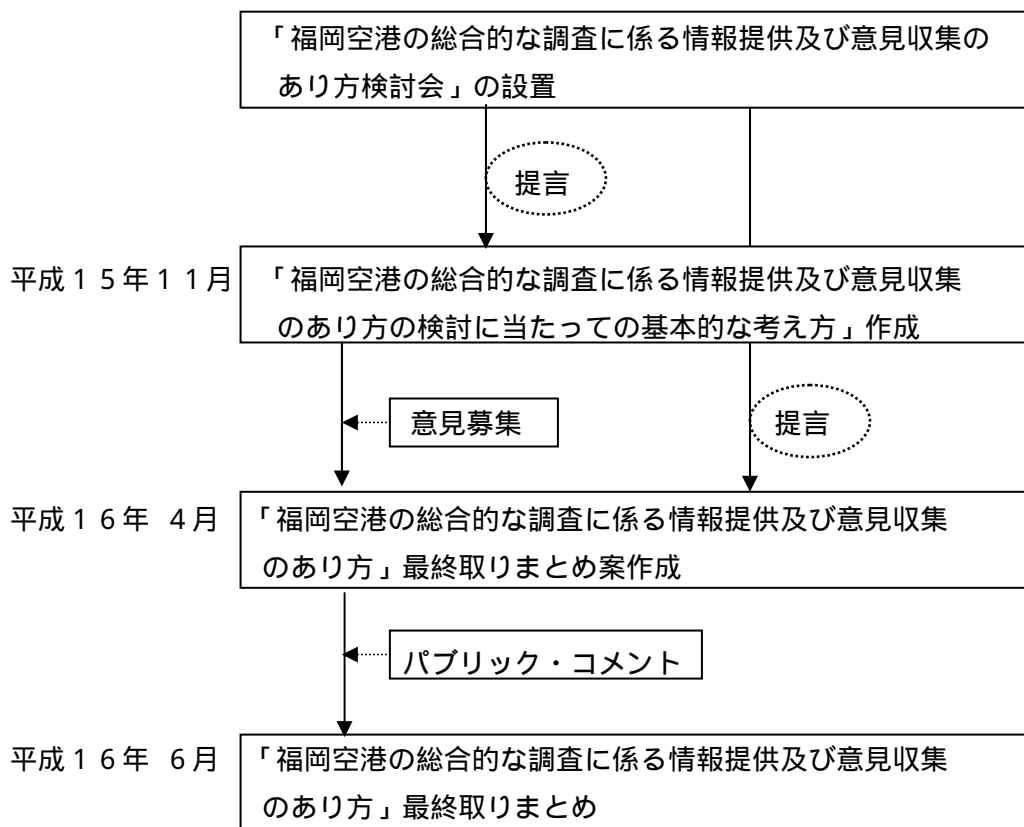 「福岡空港の総合的な調査に係る情報提供及び意見収集の
あり方検討会」の設置
提言
平成15年11月
「福岡空港の総合的な調査に係る情報提供及び意見収集
のあり方の検討に当たっての基本的な考え方」作成
意見募集
提言
平成16年 4月
「福岡空港の総合的な調査に係る情報提供及び意見収集
のあり方」最終取りまとめ案作成
パブリック・コメント
平成16年 6月
「福岡空港の総合的な調査に係る情報提供及び意見収集
のあり方」最終取りまとめ